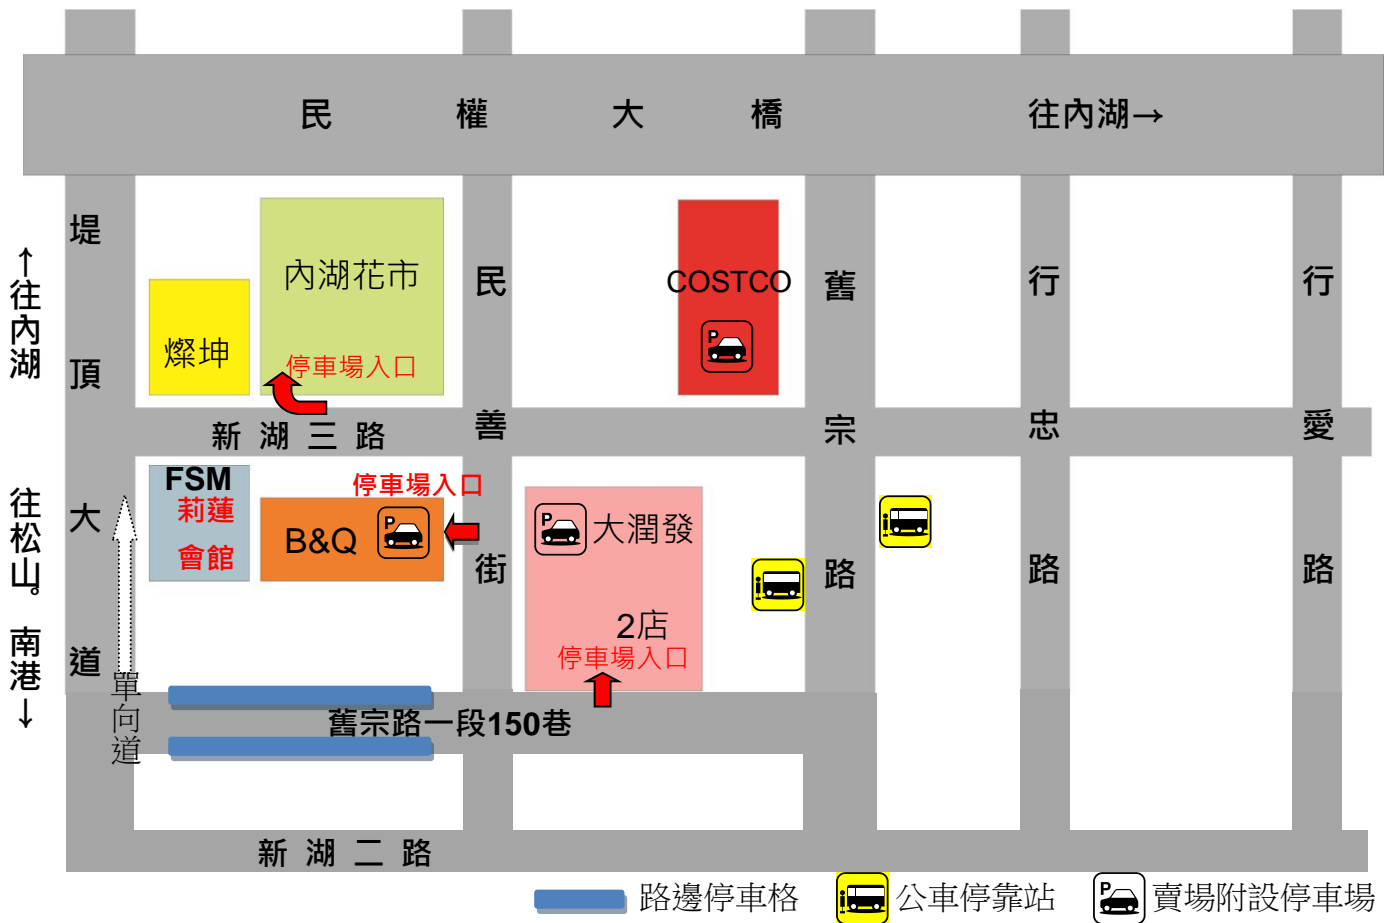 民權大橋 往內湖→
堤頂大道
↑往內湖
往松山。南港↓
單向道
燦坤
內湖花市
停車場入口
民善街
COSTCO
P
舊宗路
行忠路
行愛路
新湖三路
FSM
莉蓮
會館
停車場入口
B&Q P
P 大潤發
2店
停車場入口
舊宗路一段150巷
新湖二路
路邊停車格 公車停靠站 P 賣場附設停車場